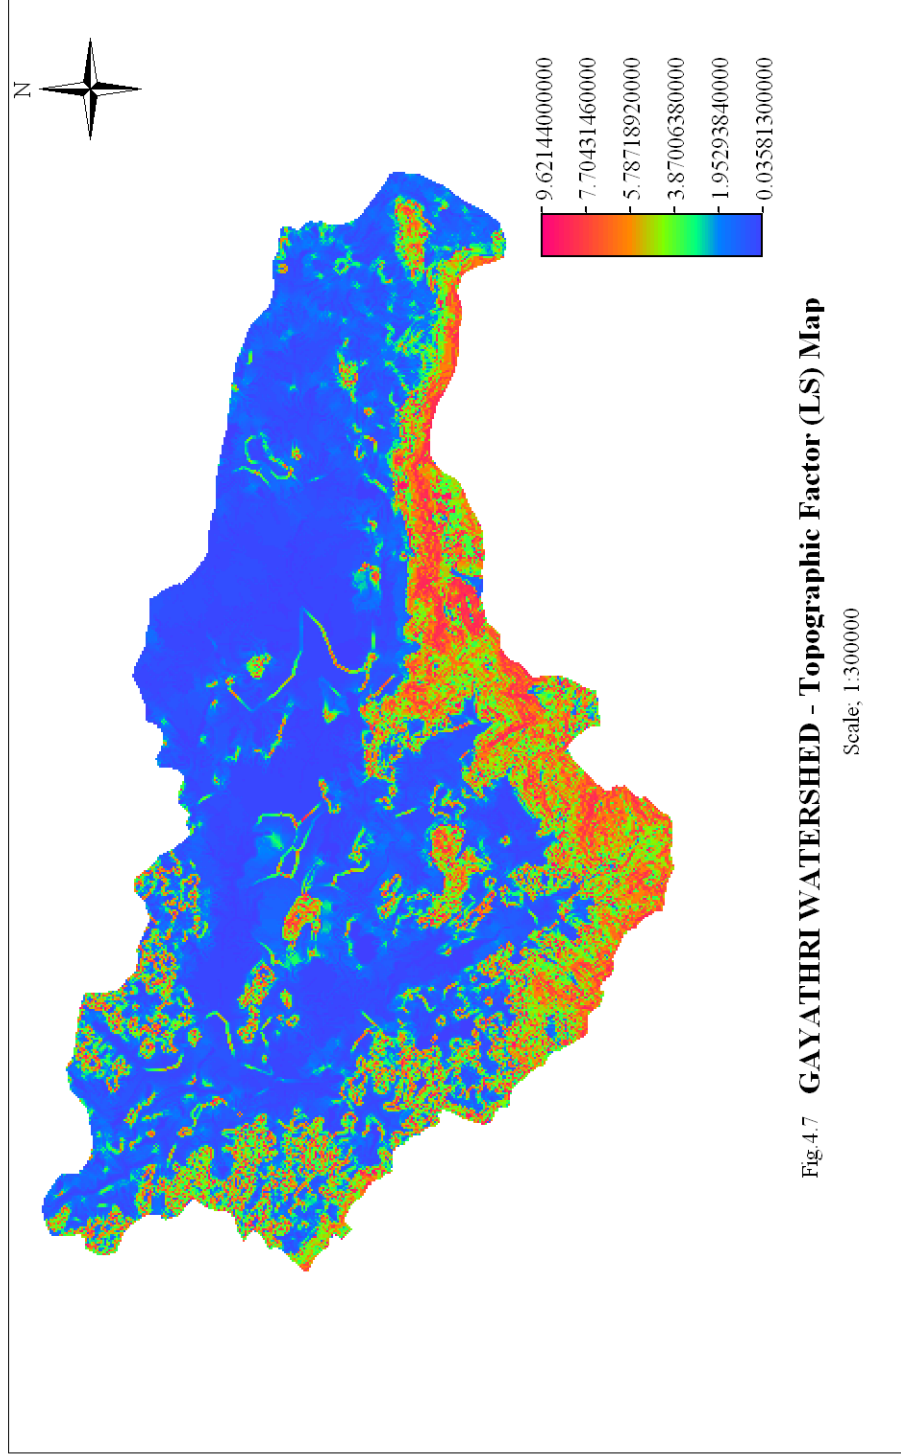 N
9.62144000000
7.70431460000
5.78718920000
3.87006380000
1.95293840000
0.03581300000
Fig.4.7 GAYATHRI WATERSHED - Topographic Factor (LS) Map
Scale; 1:300000